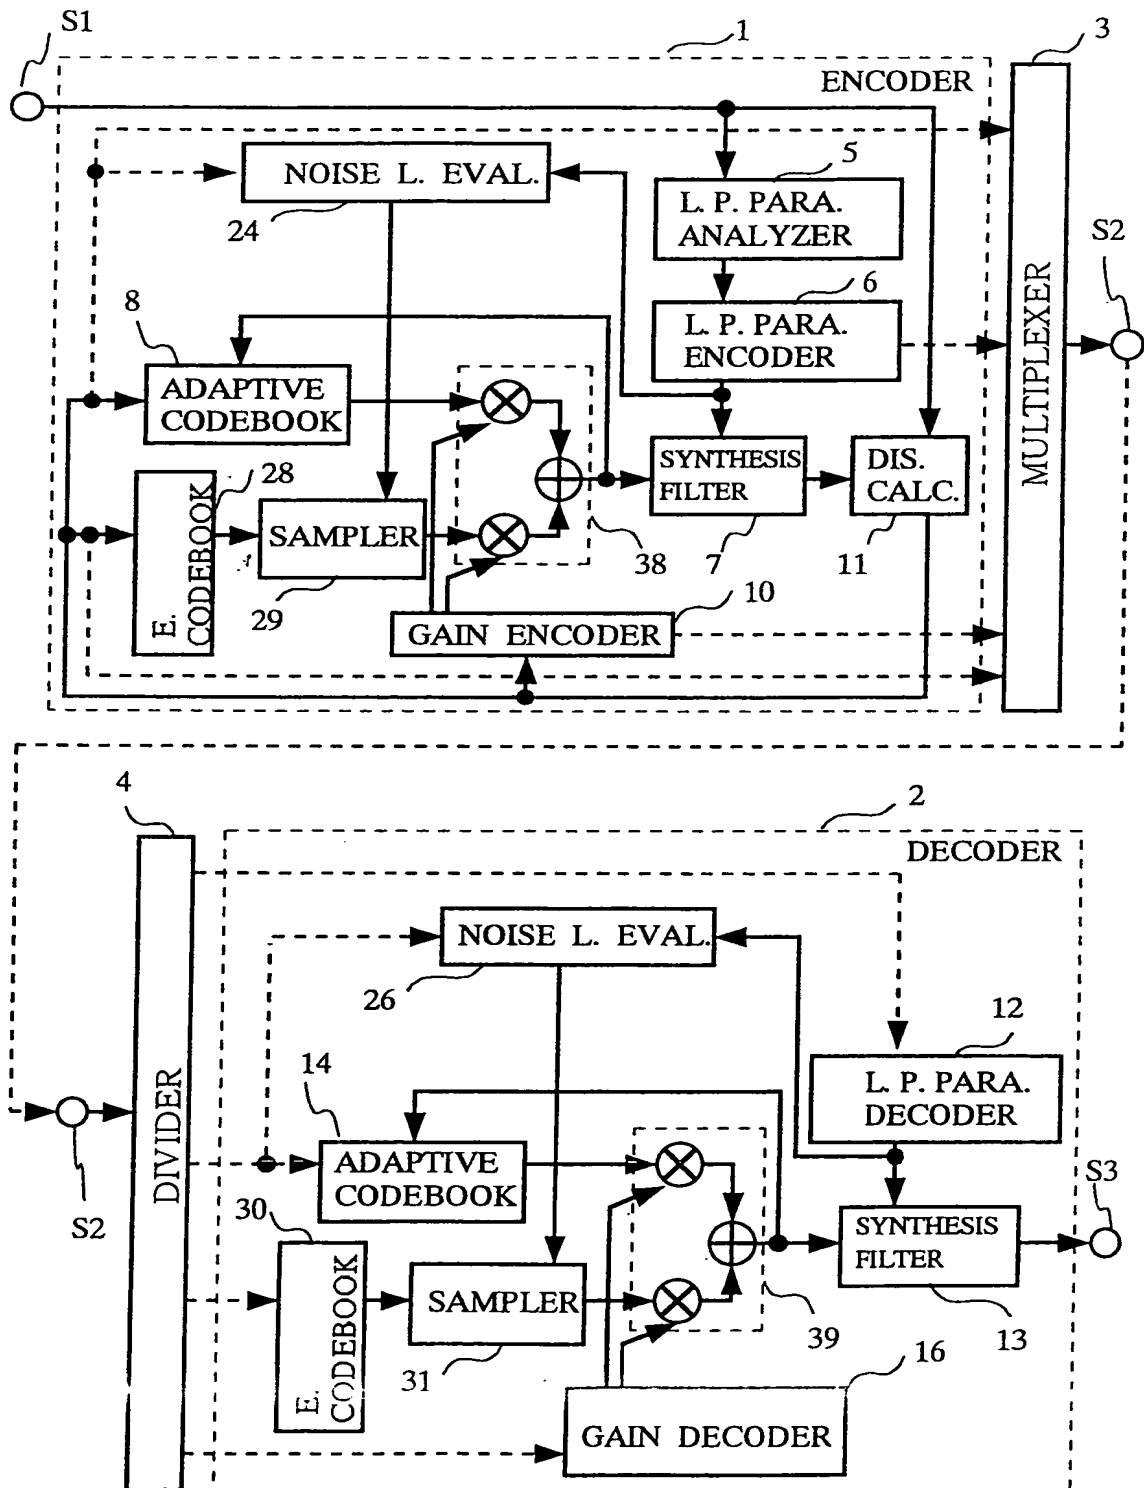 S1
1
3
ENCODER
NOISE L. EVAL.
24
5
L. P. PARA.
ANALYZER
S2
6
L. P. PARA.
ENCODER
MULTIPLEXER
8
ADAPTIVE
CODEBOOK
SYNTHESIS
FILTER
7
DIS.
CALC.
11
E.
CODEBOOK
28
SAMPLER
29
38
10
GAIN ENCODER
4
2
DECODER
NOISE L. EVAL.
26
12
L. P. PARA.
DECODER
DIVIDER
S2
14
ADAPTIVE
CODEBOOK
S3
SYNTHESIS
FILTER
13
30
E.
CODEBOOK
SAMPLER
31
39
16
GAIN DECODER